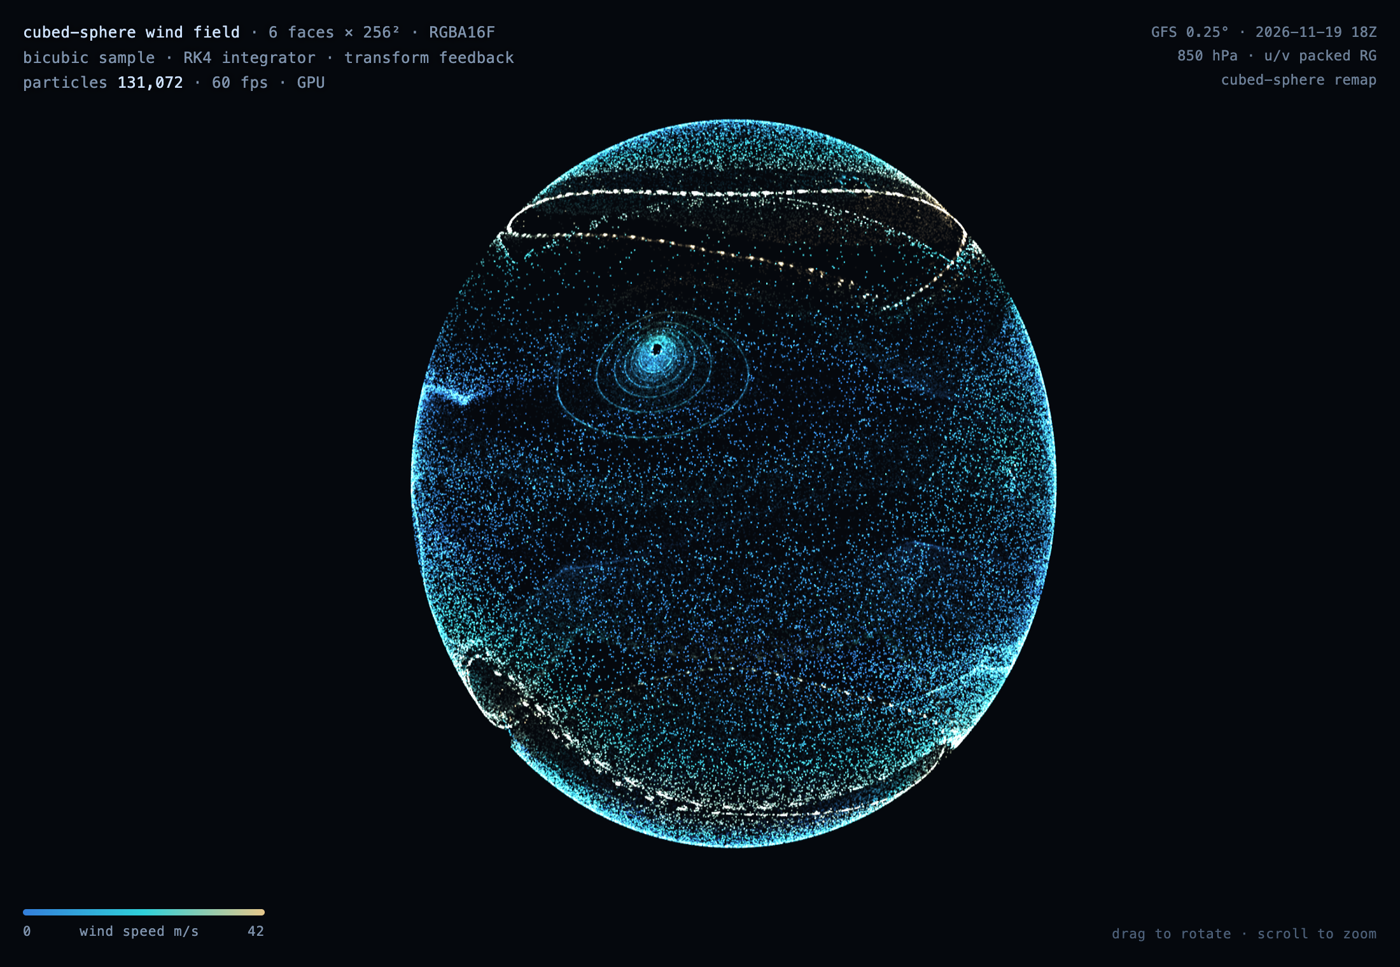 cubed-sphere wind field · 6 faces × 256² · RGBA16F
bicubic sample · RK4 integrator · transform feedback
particles 131,072 · 60 fps · GPU
GFS 0.25° · 2026-11-19 18Z
850 hPa · u/v packed RG
cubed-sphere remap
0 wind speed m/s 42
drag to rotate · scroll to zoom